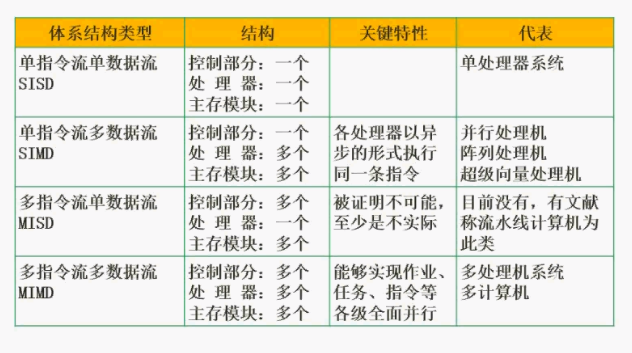 体系结构类型 结构 关键特性 代表
单指令流单数据流 控制部分：一个 单处理器系统
SISD 处 理 器：一个
主存模块：一个
单指令流多数据流 控制部分：一个 各处理器以异 并行处理机
SIMD 处 理 器：多个 步的形式执行 阵列处理机
主存模块：多个 同一条指令 超级向量处理机
多指令流单数据流 控制部分：多个 被证明不可能， 目前没有，有文献
MISD 处 理 器：一个 至少是不实际 称流水线计算机为
主存模块：多个 此类
多指令流多数据流 控制部分：多个 能够实现作业、 多处理机系统
MIMD 处 理 器：多个 任务、指令等 多计算机
主存模块：多个 各级全面并行